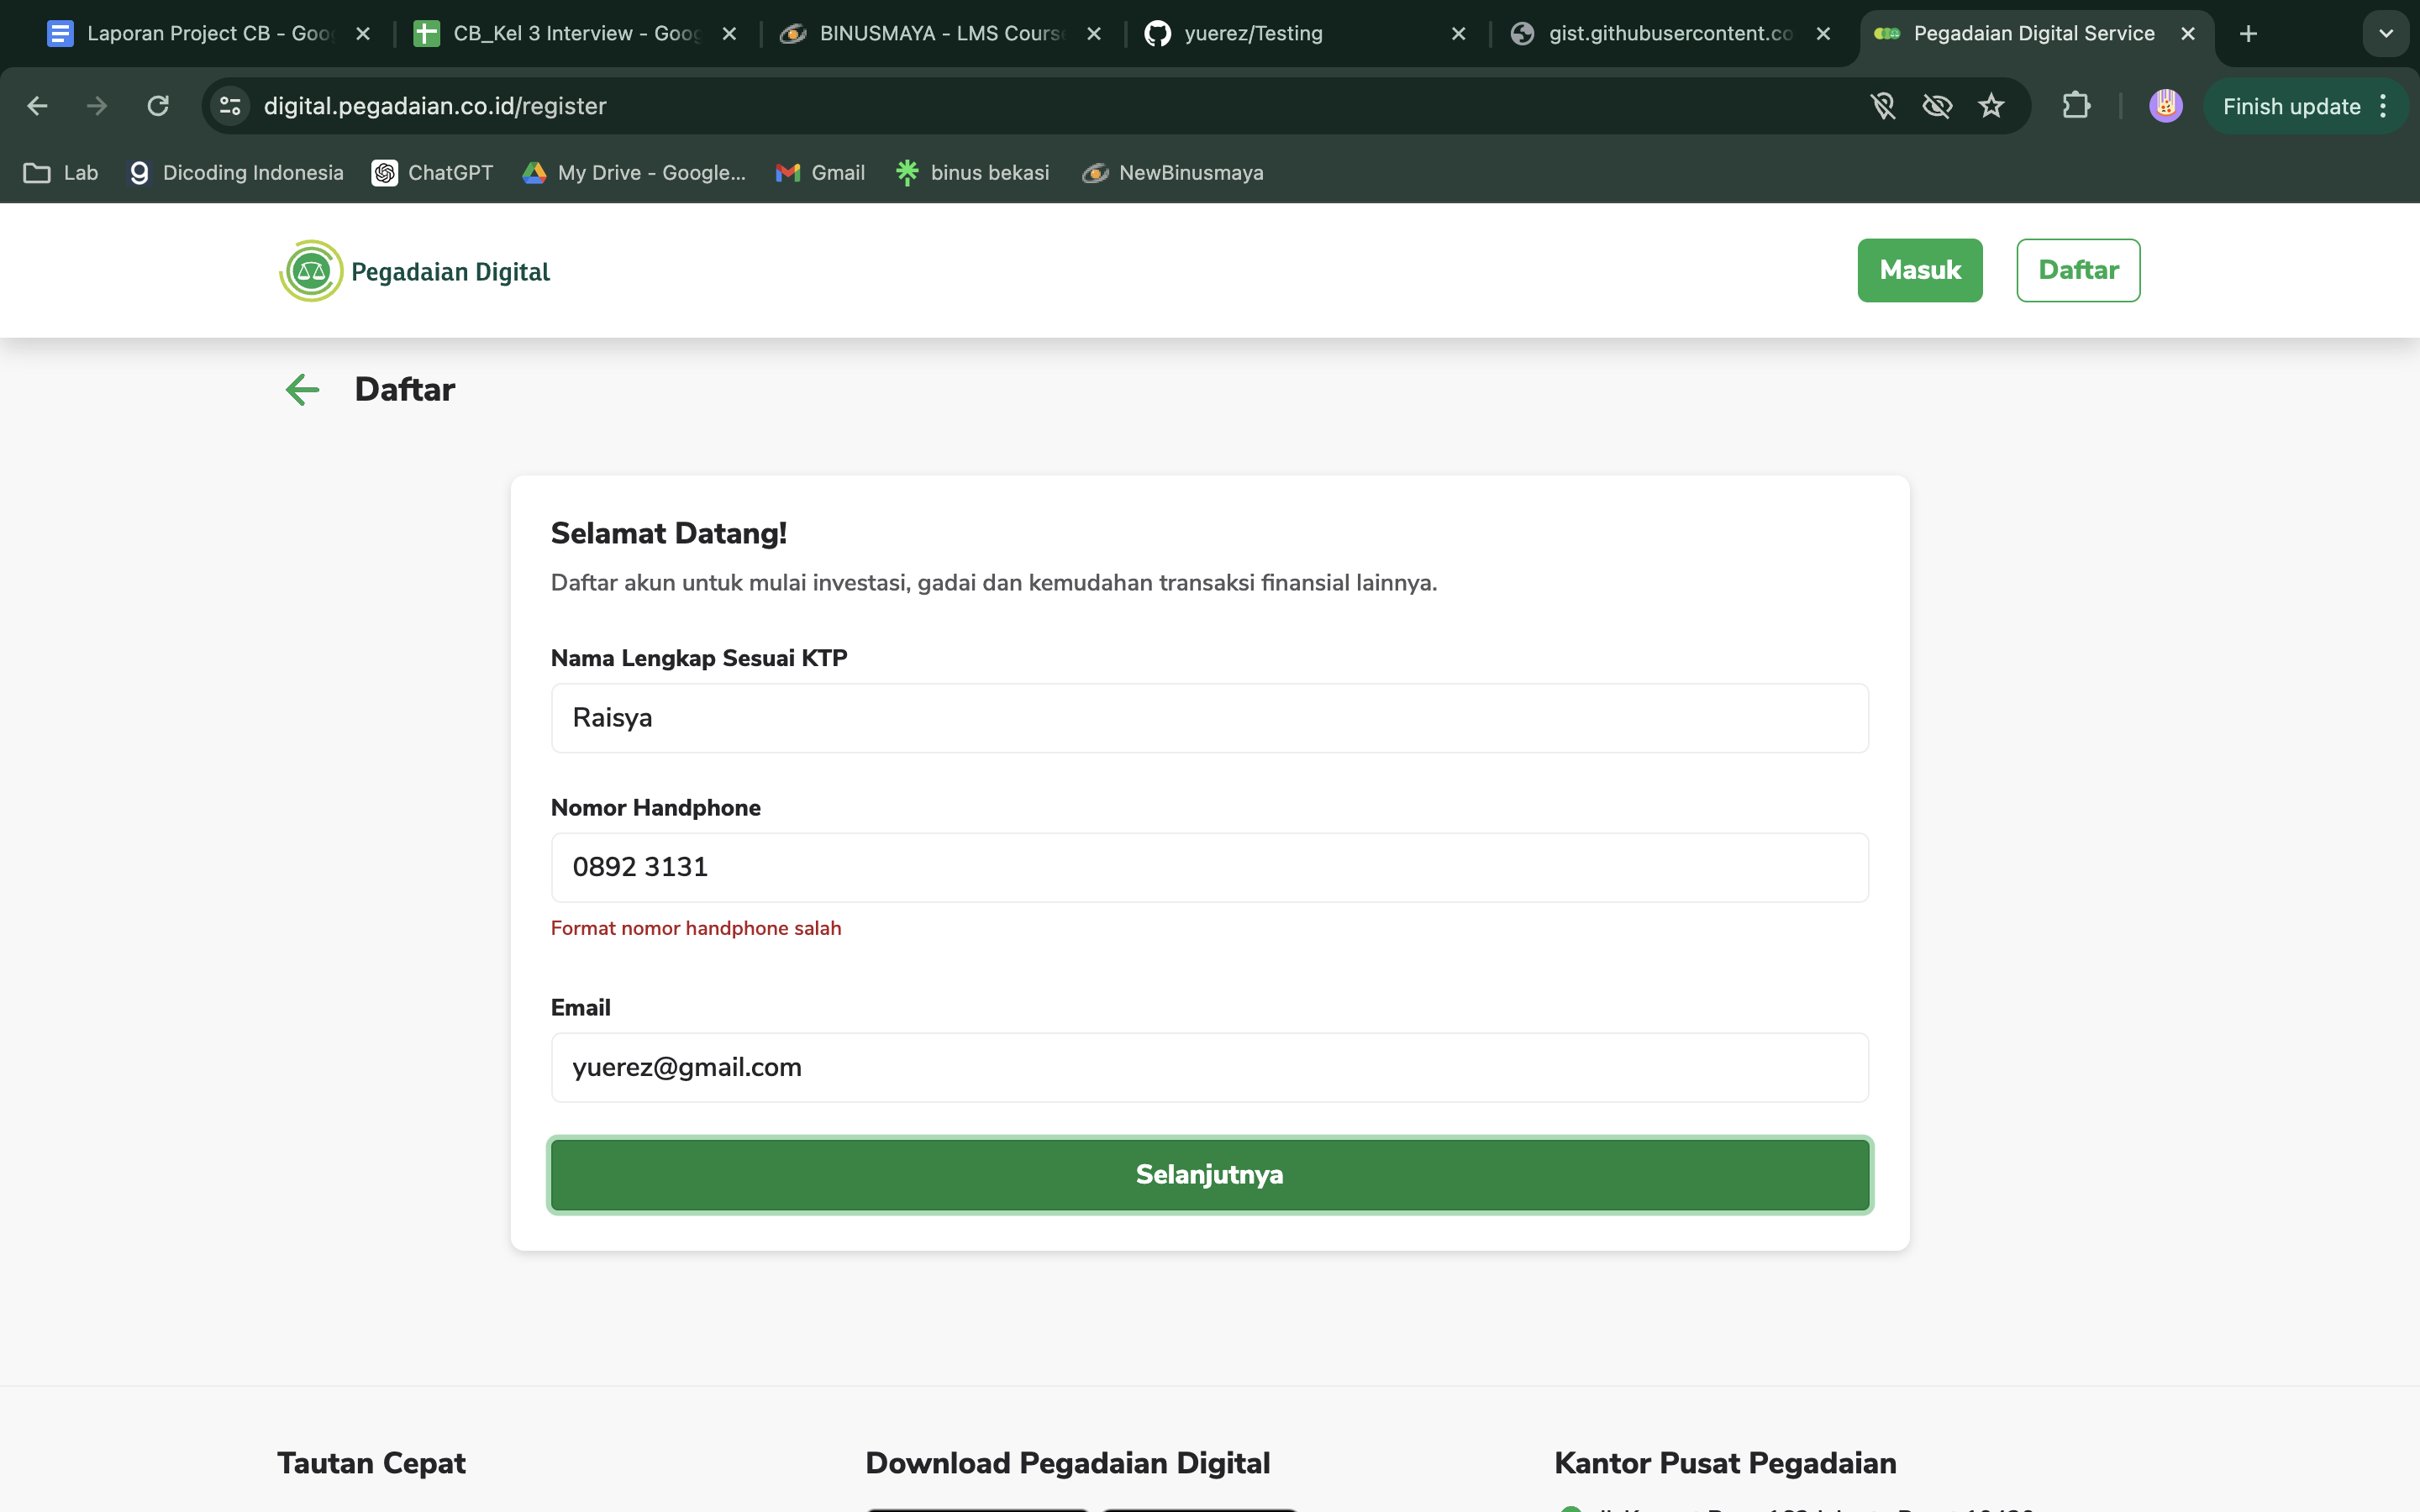 Laporan Project CB - Goo
CB_Kel 3 Interview - Goog
BINUSMAYA - LMS Course
yuerez/Testing
gist.githubusercontent.co
Pegadaian Digital Service
digital.pegadaian.co.id/register
Finish update
Lab
Dicoding Indonesia
ChatGPT
My Drive - Google...
Gmail
binus bekasi
NewBinusmaya
Pegadaian Digital
Masuk
Daftar
Daftar
Selamat Datang!
Daftar akun untuk mulai investasi, gadai dan kemudahan transaksi finansial lainnya.
Nama Lengkap Sesuai KTP
Raisya
Nomor Handphone
0892 3131
Format nomor handphone salah
Email
yuerez@gmail.com
Selanjutnya
Tautan Cepat
Download Pegadaian Digital
Kantor Pusat Pegadaian